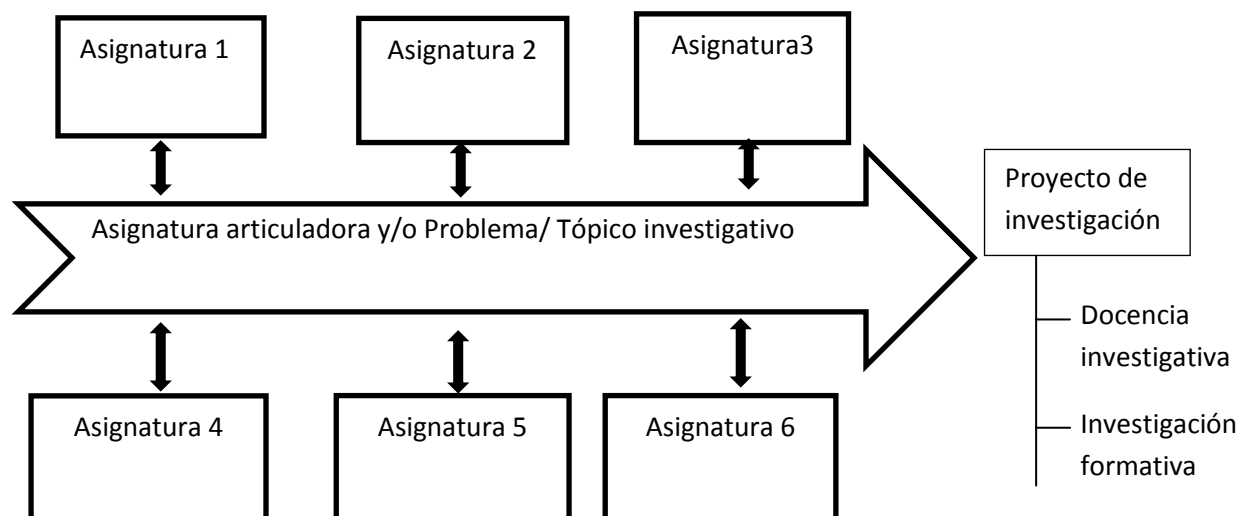 Asignatura 1
Asignatura 2
Asignatura3
Asignatura articuladora y/o Problema/ Tópico investigativo
Proyecto de
investigación
Docencia
investigativa
Investigación
formativa
Asignatura 4
Asignatura 5
Asignatura 6